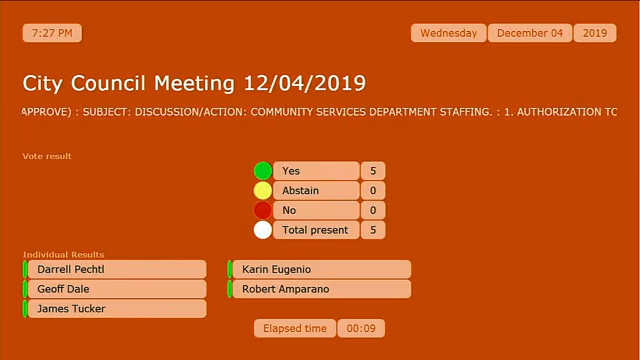 7:27 PM Wednesday December 04 2019
City Council Meeting 12/04/2019
APPROVE) : SUBJECT: DISCUSSION/ACTION: COMMUNITY SERVICES DEPARTMENT STAFFING. : 1. AUTHORIZATION TO
Vote result
Yes 5
Abstain 0
No 0
Total present 5
Individual Results
Darrell Pechtl Karin Eugenio
Geoff Dale Robert Amparano
James Tucker
Elapsed time 00:09